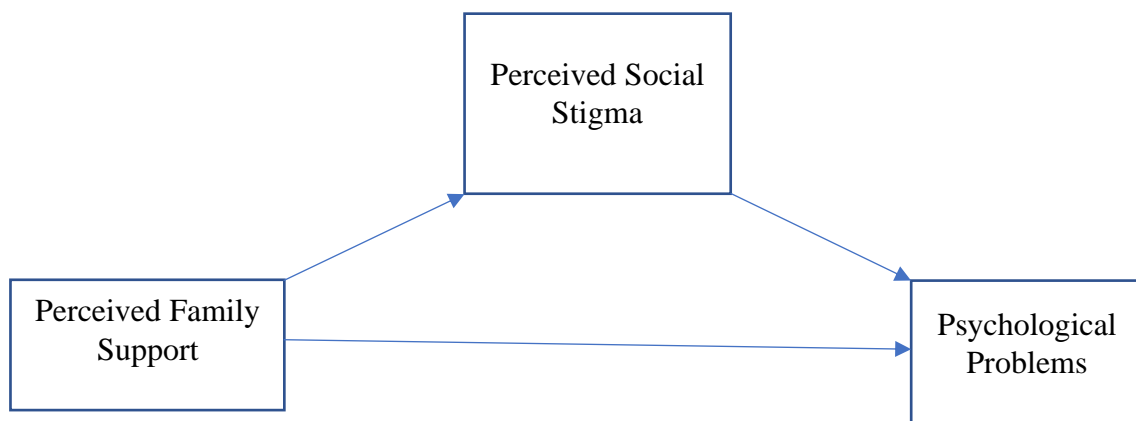 Perceived Social
Stigma
Perceived Family
Support
Psychological
Problems